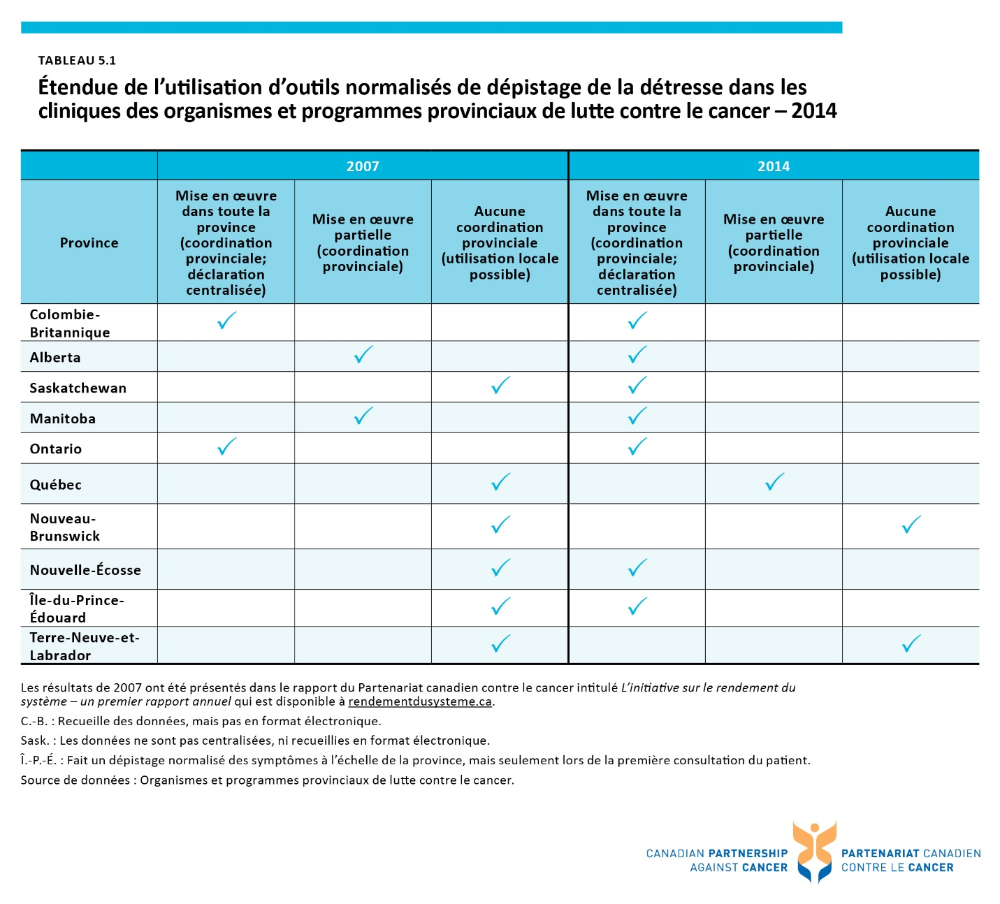 TABLEAU 5.1
Étendue de l’utilisation d’outils normalisés de dépistage de la détresse dans les
cliniques des organismes et programmes provinciaux de lutte contre le cancer – 2014
2007
2014
Province
Mise en œuvre
dans toute la
province
(coordination
provinciale;
déclaration
centralisée)
Mise en œuvre
partielle
(coordination
provinciale)
Aucune
coordination
provinciale
(utilisation locale
possible)
Mise en œuvre
dans toute la
province
(coordination
provinciale;
déclaration
centralisée)
Mise en œuvre
partielle
(coordination
provinciale)
Aucune
coordination
provinciale
(utilisation locale
possible)
Colombie-
Britannique
✓ ✓
Alberta ✓ ✓
Saskatchewan ✓ ✓
Manitoba ✓ ✓
Ontario ✓ ✓
Québec ✓ ✓
Nouveau-
Brunswick
✓ ✓
Nouvelle-Écosse ✓ ✓
Île-du-Prince-
Édouard
✓ ✓
Terre-Neuve-et-
Labrador
✓ ✓
Les résultats de 2007 ont été présentés dans le rapport du Partenariat canadien contre le cancer intitulé L’initiative sur le rendement du
système – un premier rapport annuel qui est disponible à rendementdusysteme.ca.
C.-B. : Recueille des données, mais pas en format électronique.
Sask. : Les données ne sont pas centralisées, ni recueillies en format électronique.
Î.-P.-É. : Fait un dépistage normalisé des symptômes à l’échelle de la province, mais seulement lors de la première consultation du patient.
Source de données : Organismes et programmes provinciaux de lutte contre le cancer.
CANADIAN PARTNERSHIP
AGAINST CANCER
PARTENARIAT CANADIEN
CONTRE LE CANCER